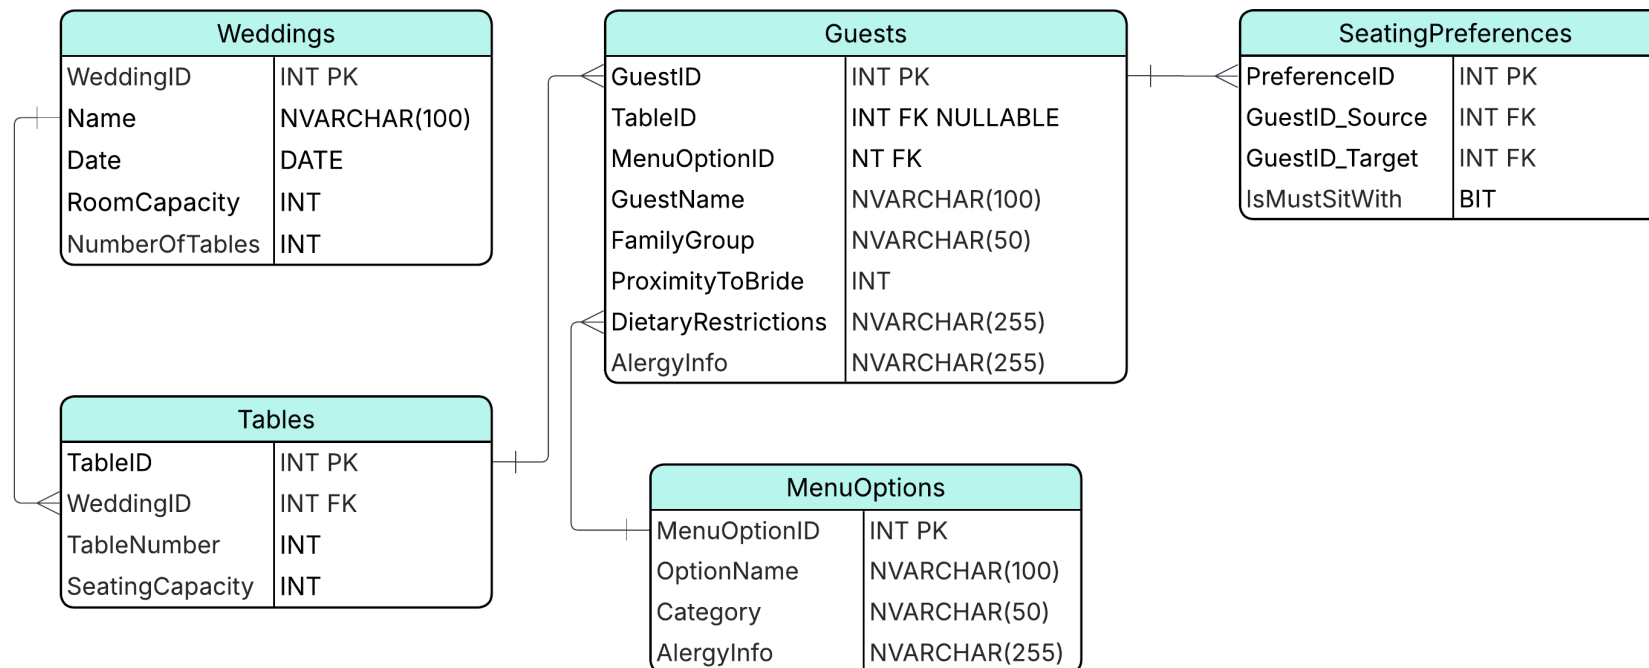 Weddings
WeddingID INT PK
Name NVARCHAR(100)
Date DATE
RoomCapacity INT
NumberOfTables INT
Guests
GuestID INT PK
TableID INT FK NULLABLE
MenuOptionID NT FK
GuestName NVARCHAR(100)
FamilyGroup NVARCHAR(50)
ProximityToBride INT
DietaryRestrictions NVARCHAR(255)
AlergyInfo NVARCHAR(255)
SeatingPreferences
PreferenceID INT PK
GuestID_Source INT FK
GuestID_Target INT FK
IsMustSitWith BIT
Tables
TableID INT PK
WeddingID INT FK
TableNumber INT
SeatingCapacity INT
MenuOptions
MenuOptionID INT PK
OptionName NVARCHAR(100)
Category NVARCHAR(50)
AlergyInfo NVARCHAR(255)